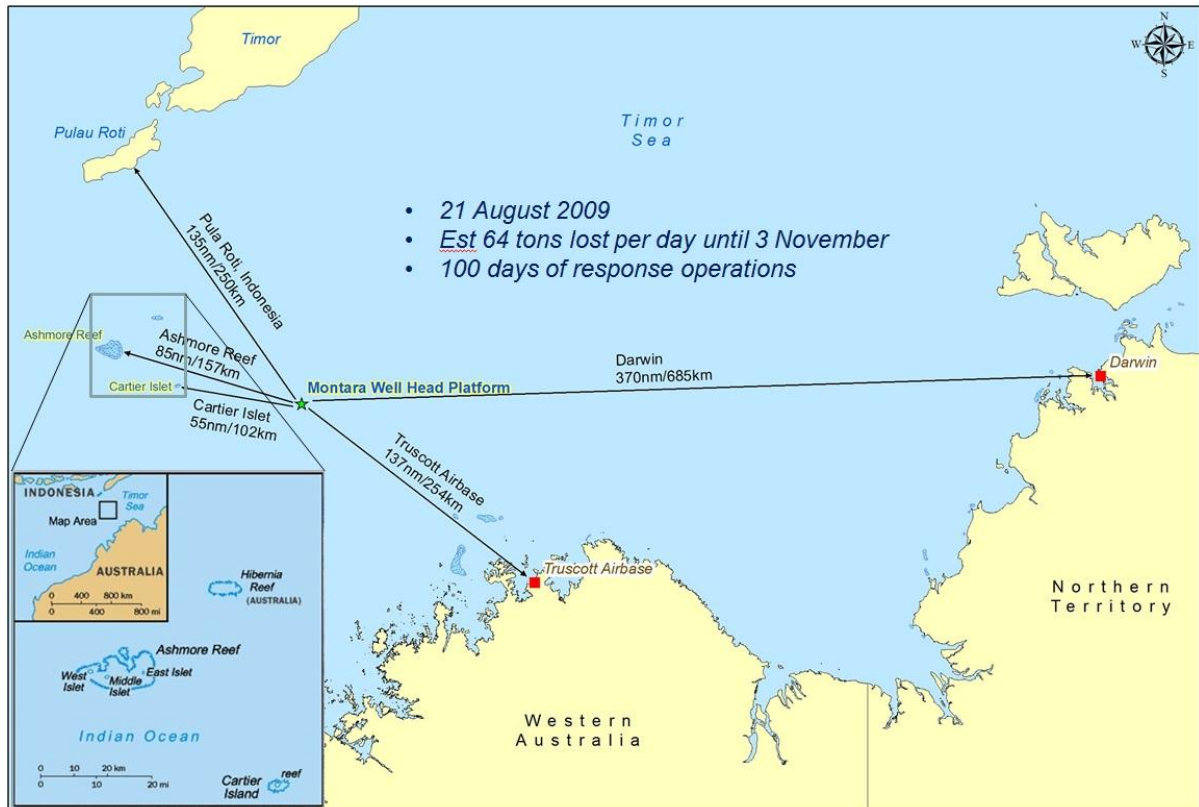 Timor
N
W E
S
Pulau Roti
Timor
Sea
• 21 August 2009
• Est 64 tons lost per day until 3 November
• 100 days of response operations
Pula Roti, Indonesia
135nm/250km
Ashmore Reef
Ashmore Reef
85nm/157km
Cartier Islet
Cartier Islet
55nm/102km
Montara Well Head Platform
Darwin
370nm/685km
Darwin
Truscott Airbase
137nm/254km
Truscott Airbase
Northern
Territory
Western
Australia
INDONESIA
Timor
Sea
Map Area
Indian
Ocean
AUSTRALIA
0 400 800 km
0 400 800 mi
Hibernia
Reef
(AUSTRALIA)
Ashmore Reef
West
Islet
Middle
Islet
East Islet
Indian Ocean
0 10 20 km
0 10 20 mi
Cartier
Island
reef